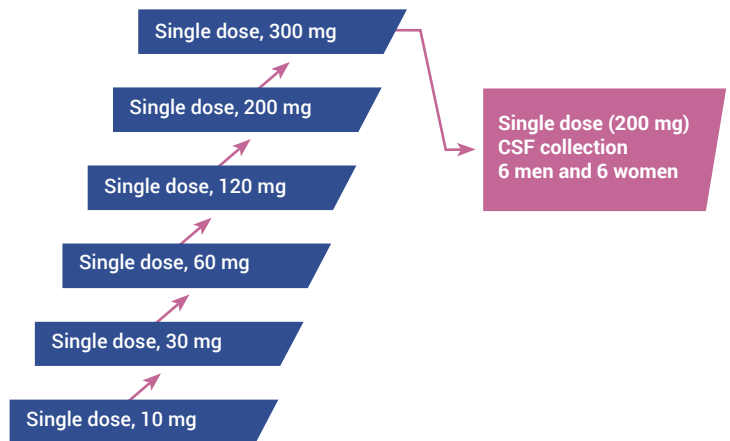 Single dose, 300 mg
Single dose, 200 mg
Single dose, 120 mg
Single dose, 60 mg
Single dose, 30 mg
Single dose, 10 mg
Single dose (200 mg)
CSF collection
6 men and 6 women